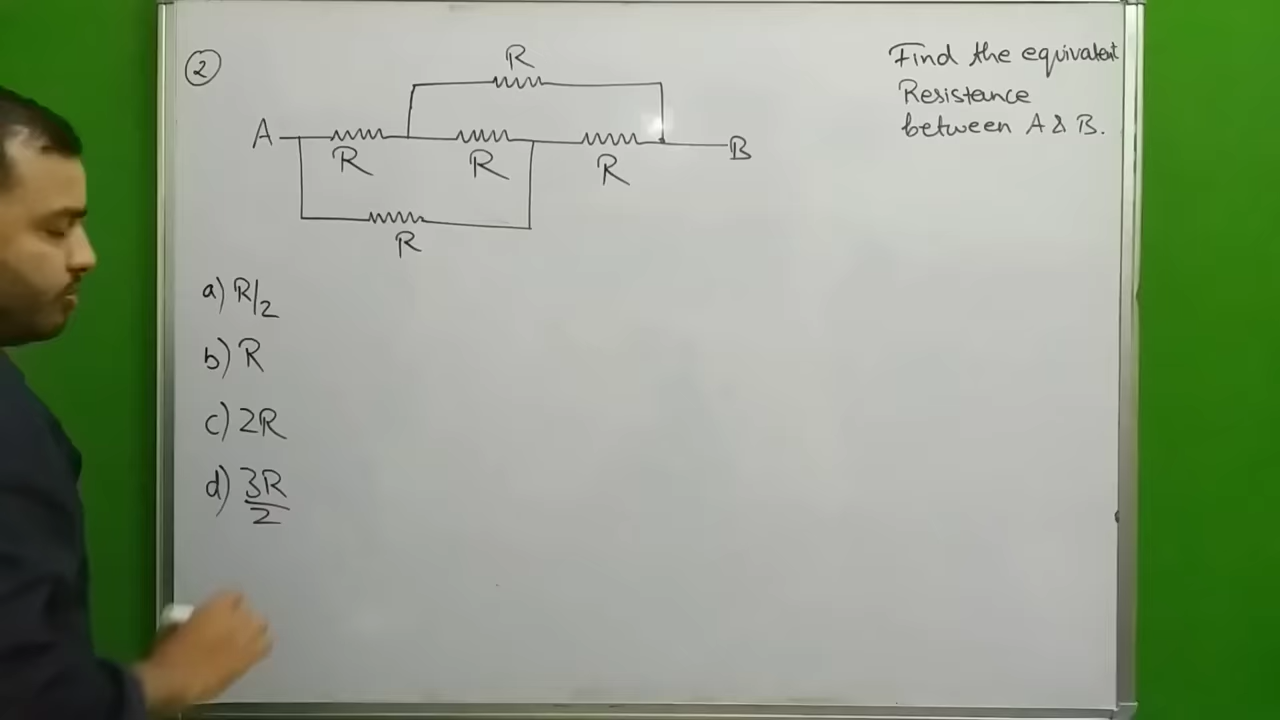 2
Find the equivalent
Resistance
between A & B.
R
A
B
R
R
R
R
a) R/2
b) R
c) 2R
d) 3R
2